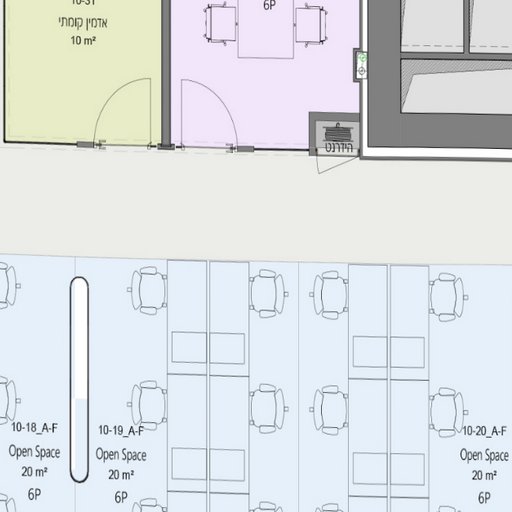 10-31
אדמין קומתי
10 m²
6P
הידרנט
10-18_A-F
Open Space
20 m²
6P
10-19_A-F
Open Space
20 m²
6P
10-20_A-F
Open Space
20 m²
6P